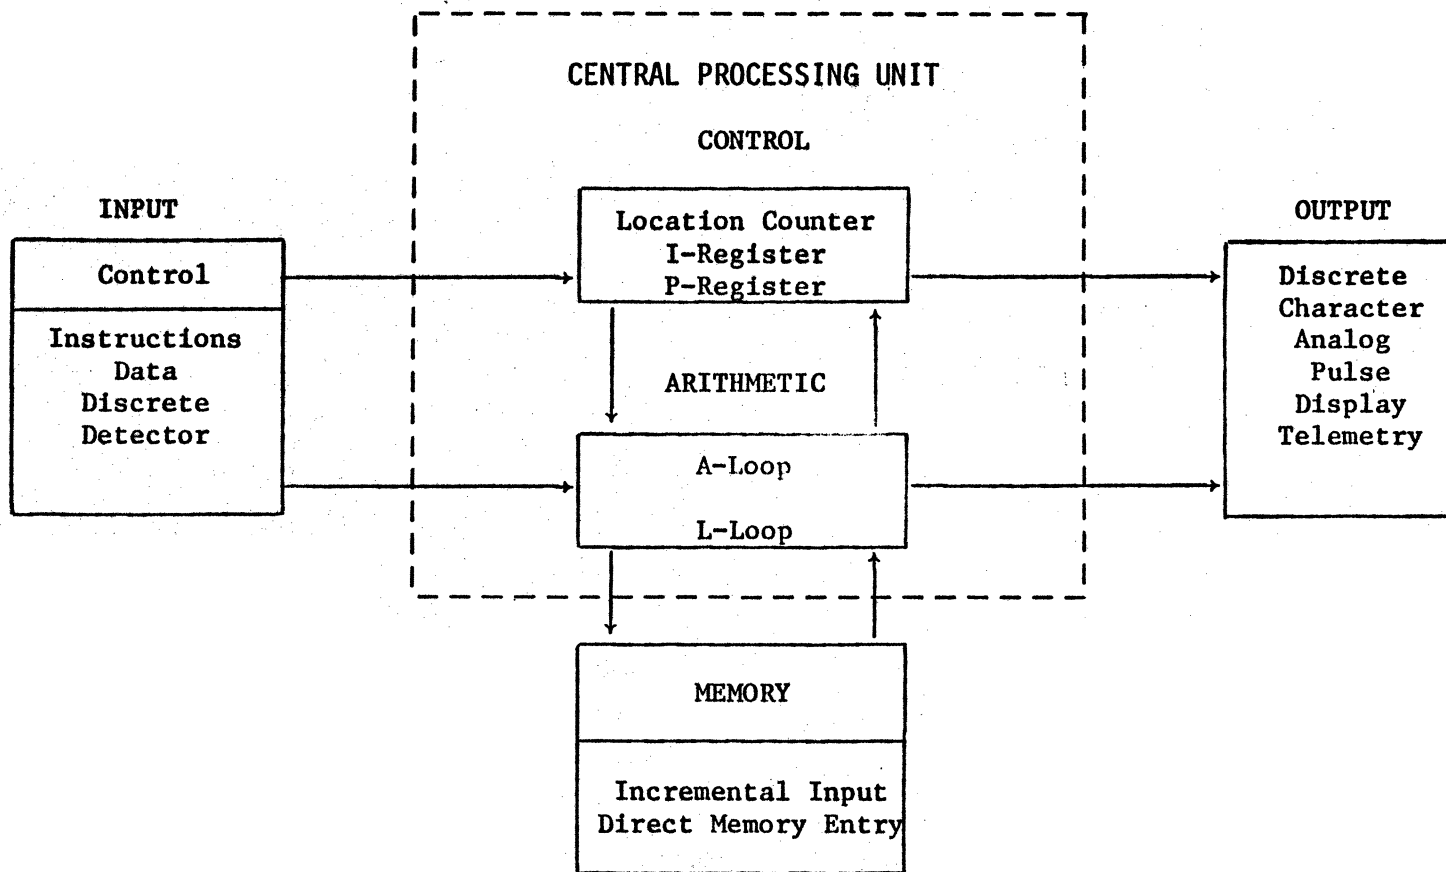 CENTRAL PROCESSING UNIT
CONTROL
INPUT
Control
Instructions
Data
Discrete
Detector
Location Counter
I-Register
P-Register
ARITHMETIC
A-Loop
L-Loop
MEMORY
Incremental Input
Direct Memory Entry
OUTPUT
Discrete
Character
Analog
Pulse
Display
Telemetry